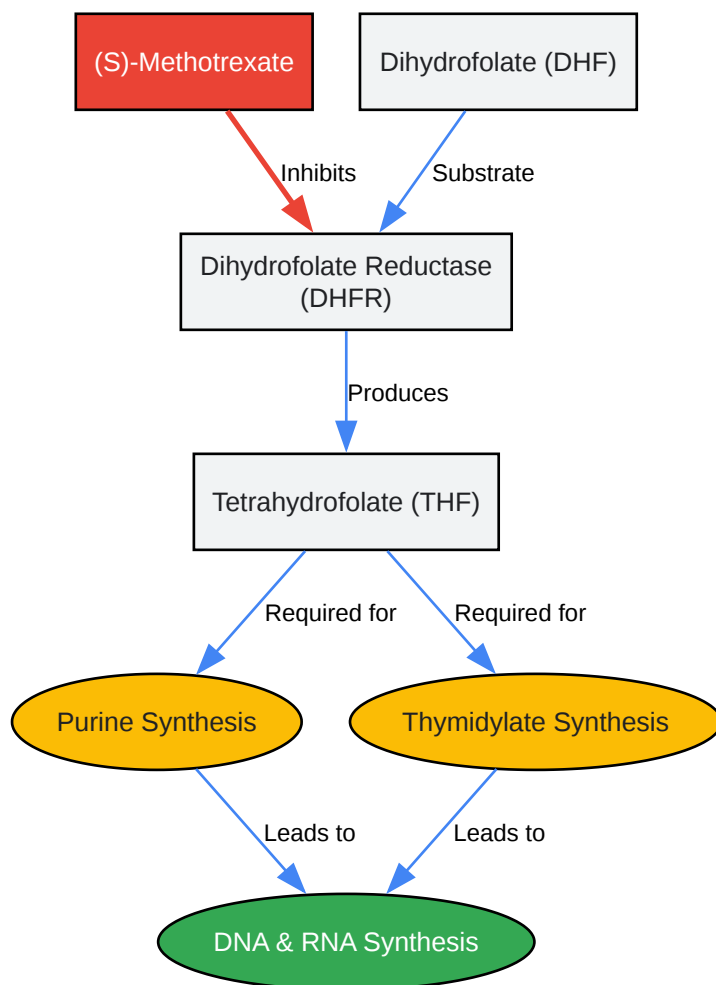 (S)-Methotrexate
Dihydrofolate (DHF)
Inhibits
Substrate
Dihydrofolate Reductase
(DHFR)
Produces
Tetrahydrofolate (THF)
Required for
Required for
Purine Synthesis
Thymidylate Synthesis
Leads to
Leads to
DNA & RNA Synthesis